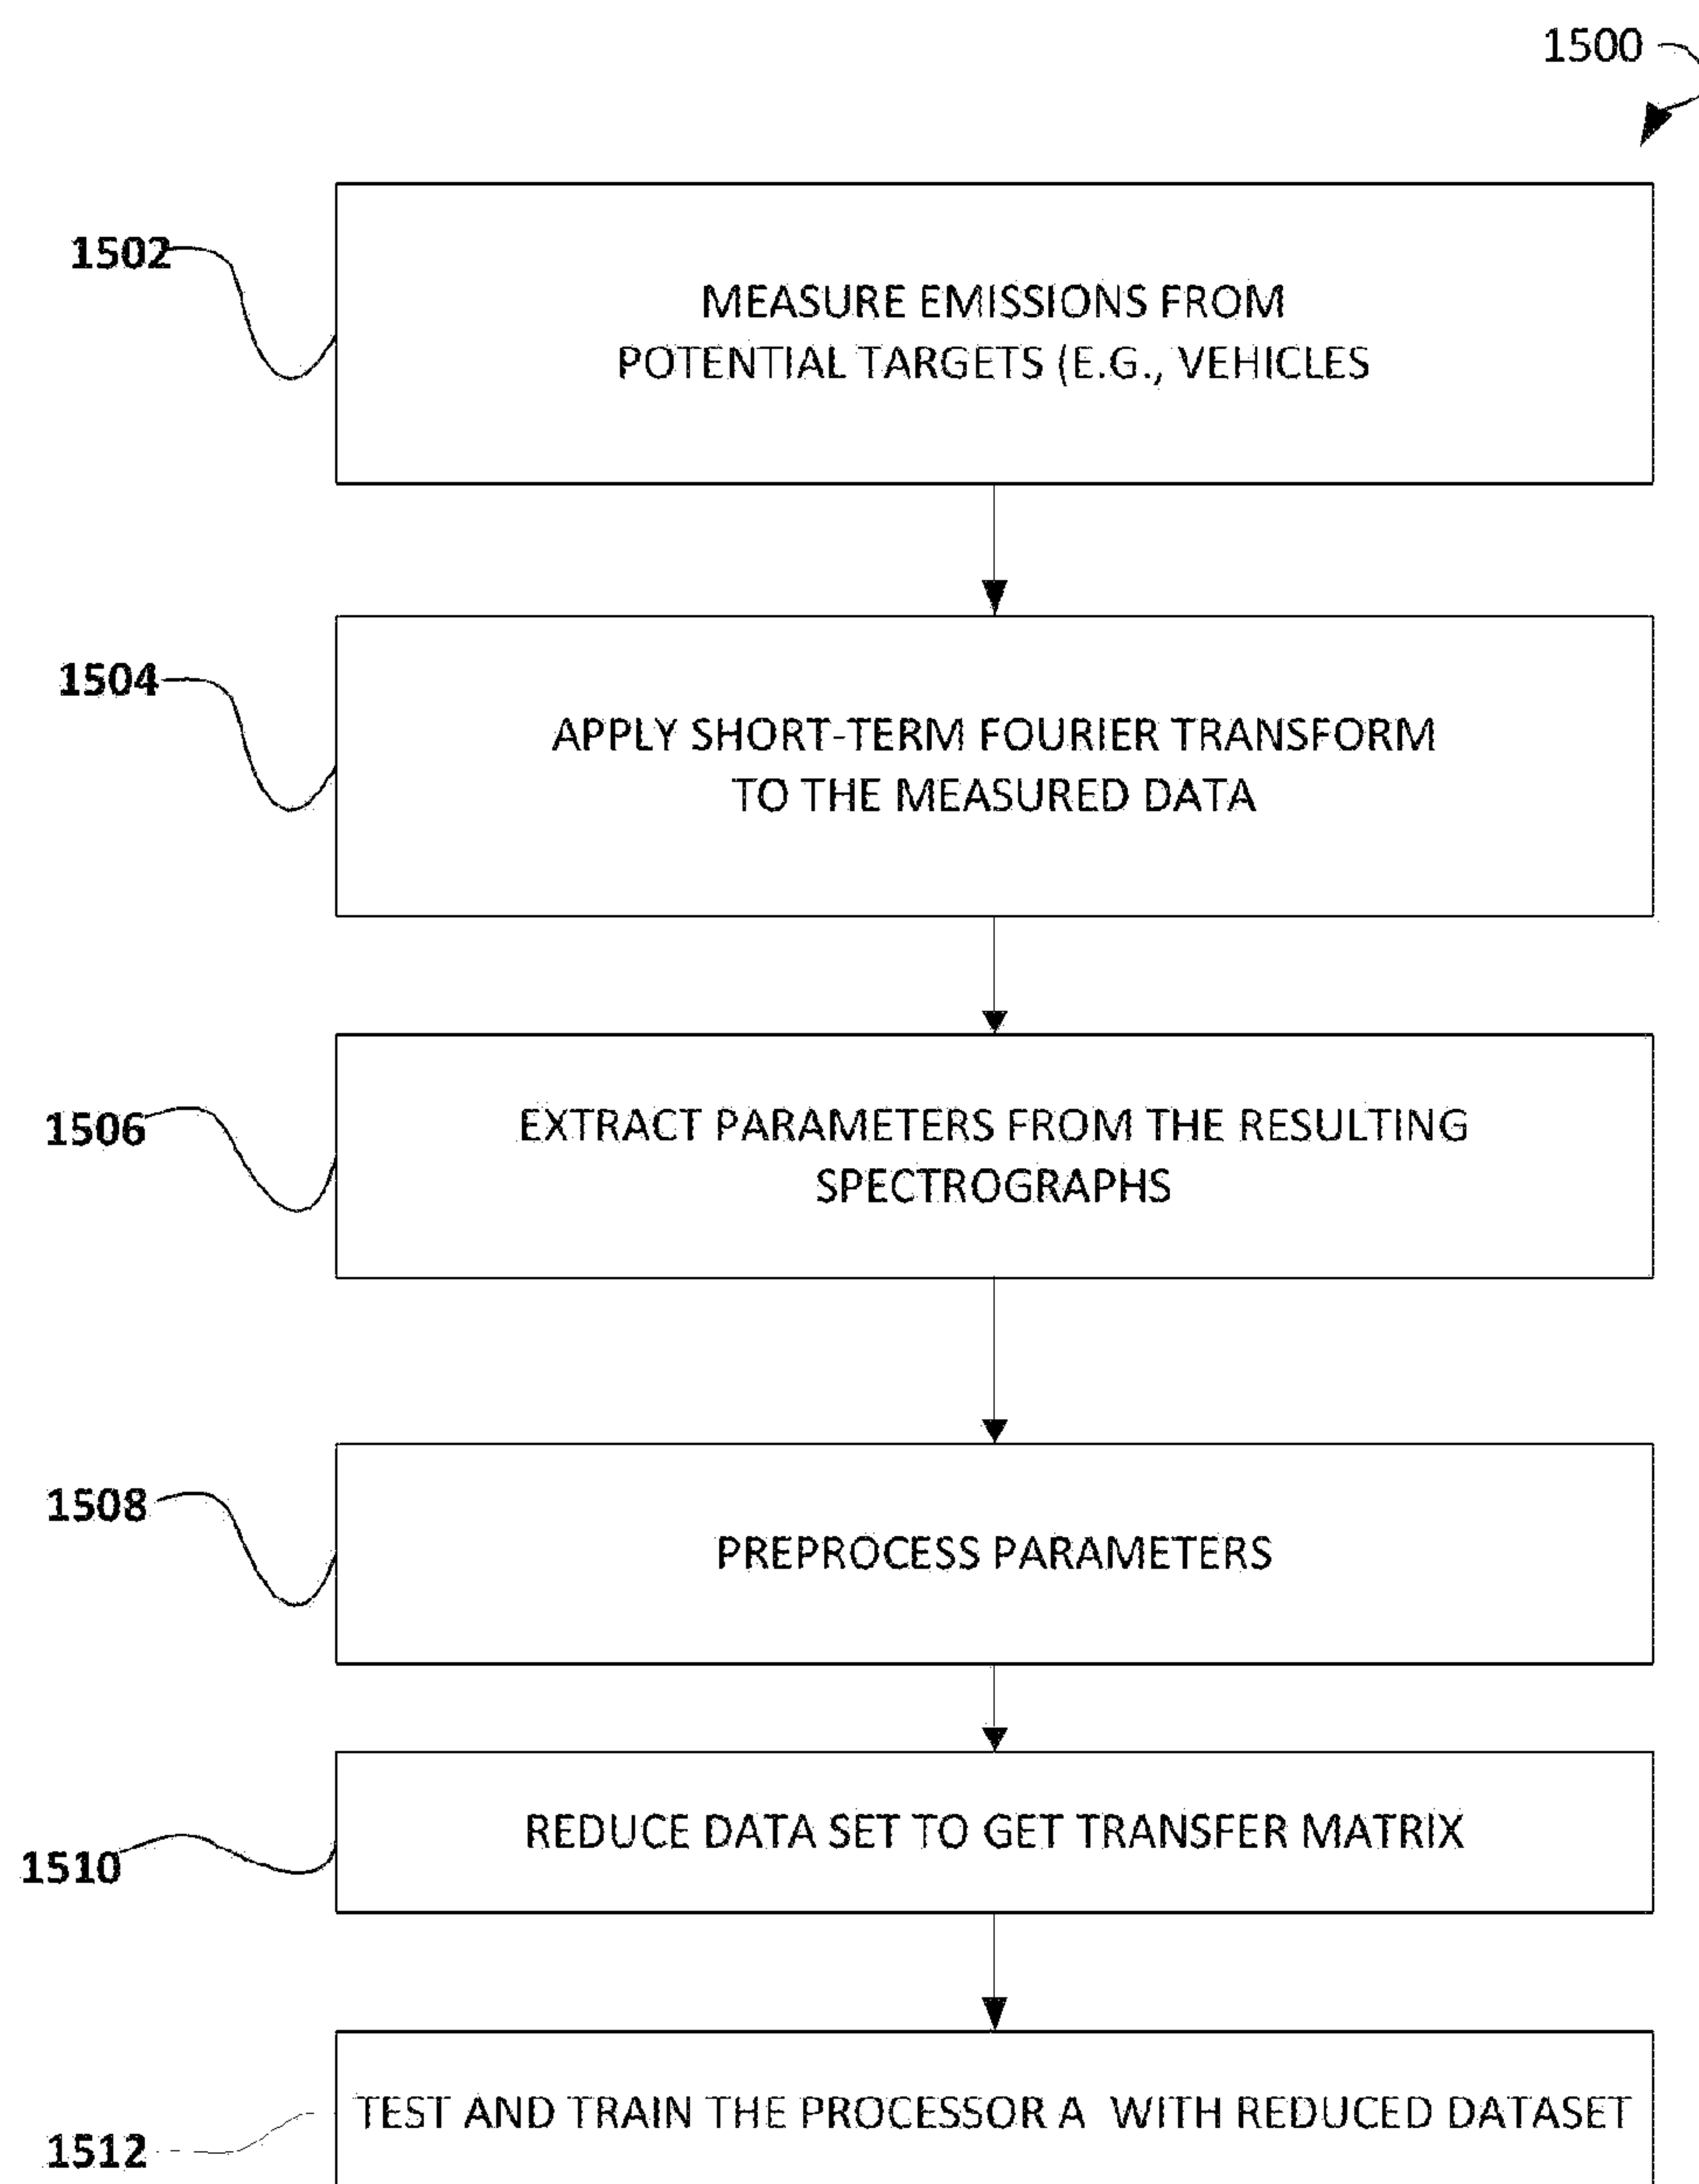 1500
1502
MEASURE EMISSIONS FROM
POTENTIAL TARGETS (E.G., VEHICLES
1504
APPLY SHORT-TERM FOURIER TRANSFORM
TO THE MEASURED DATA
1506
EXTRACT PARAMETERS FROM THE RESULTING
SPECTROGRAPHS
1508
PREPROCESS PARAMETERS
1510
REDUCE DATA SET TO GET TRANSFER MATRIX
1512
TEST AND TRAIN THE PROCESSOR A WITH REDUCED DATASET